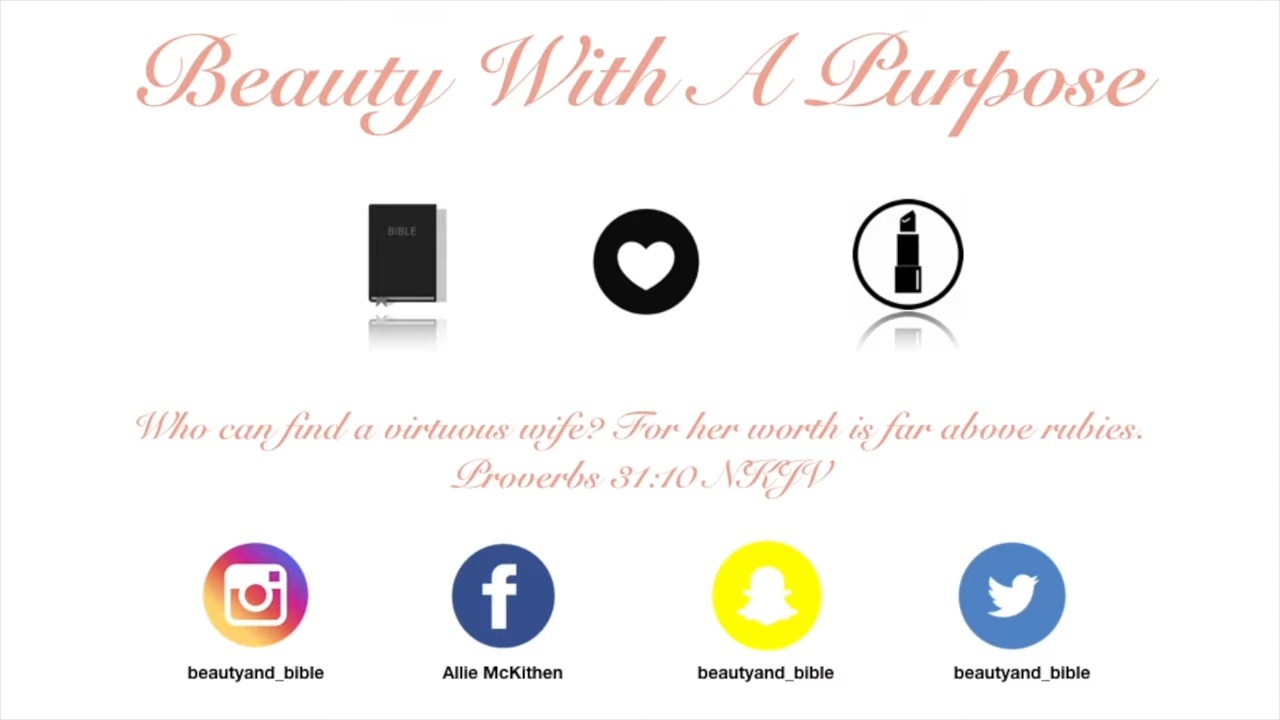 Beauty With A Purpose
BIBLE
Who can find a virtuous wife? For her worth is far above rubies.
Proverbs 31:10 NKJV
beautyand_bible
Allie McKithen
beautyand_bible
beautyand_bible